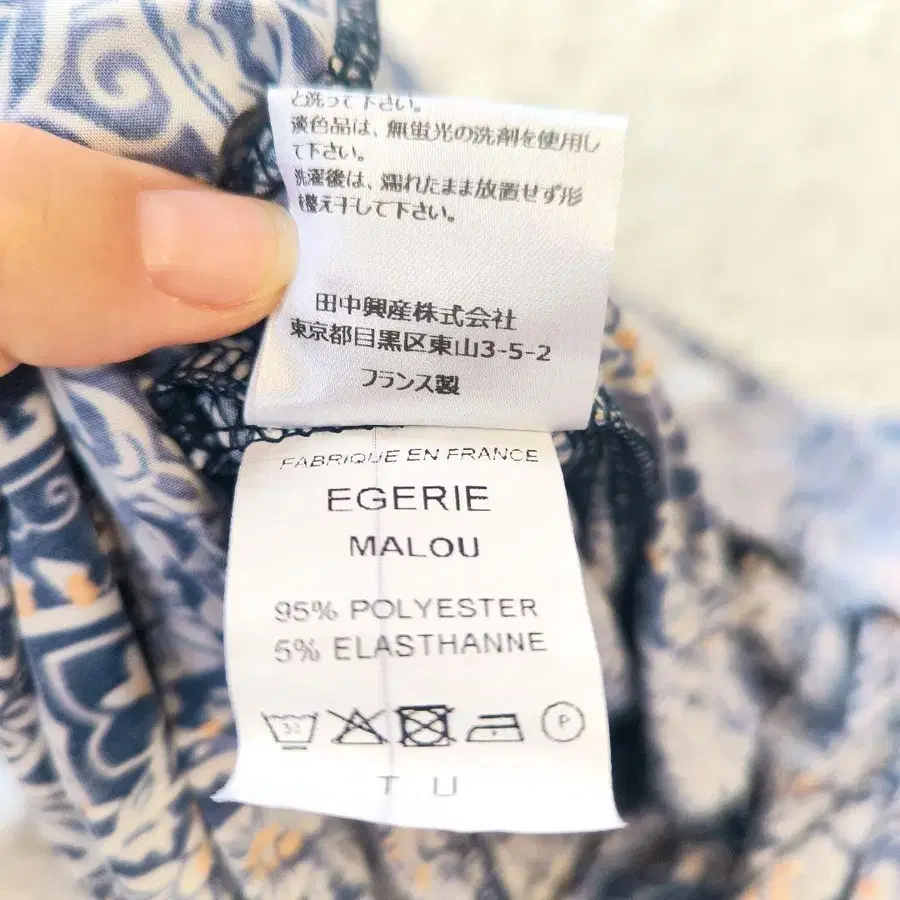 と洗って下さい。
淡色品は、無蛍光の洗剤を使用し
て下さい。
洗濯後は、濡れたまま放置せず形
整え干して下さい。
田中興産株式会社
東京都目黒区東山3-5-2
フランス製
FABRIQUE EN FRANCE
EGERIE
MALOU
95% POLYESTER
5% ELASTHANNE
30
P
T U